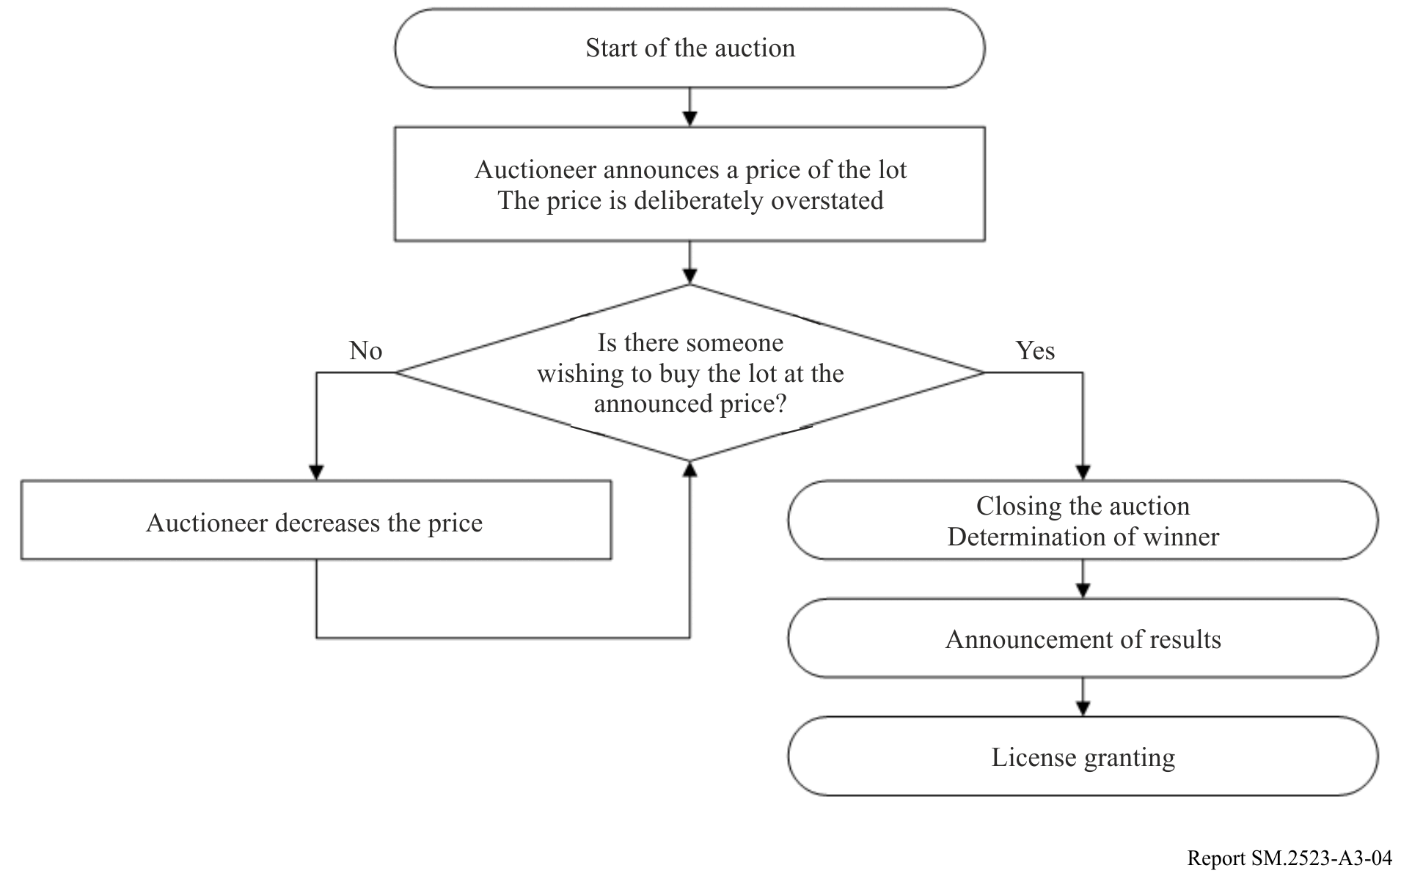 Start of the auction
Auctioneer announces a price of the lot
The price is deliberately overstated
Is there someone
wishing to buy the lot at the
announced price?
No
Yes
Auctioneer decreases the price
Closing the auction
Determination of winner
Announcement of results
License granting
Report SM.2523-A3-04